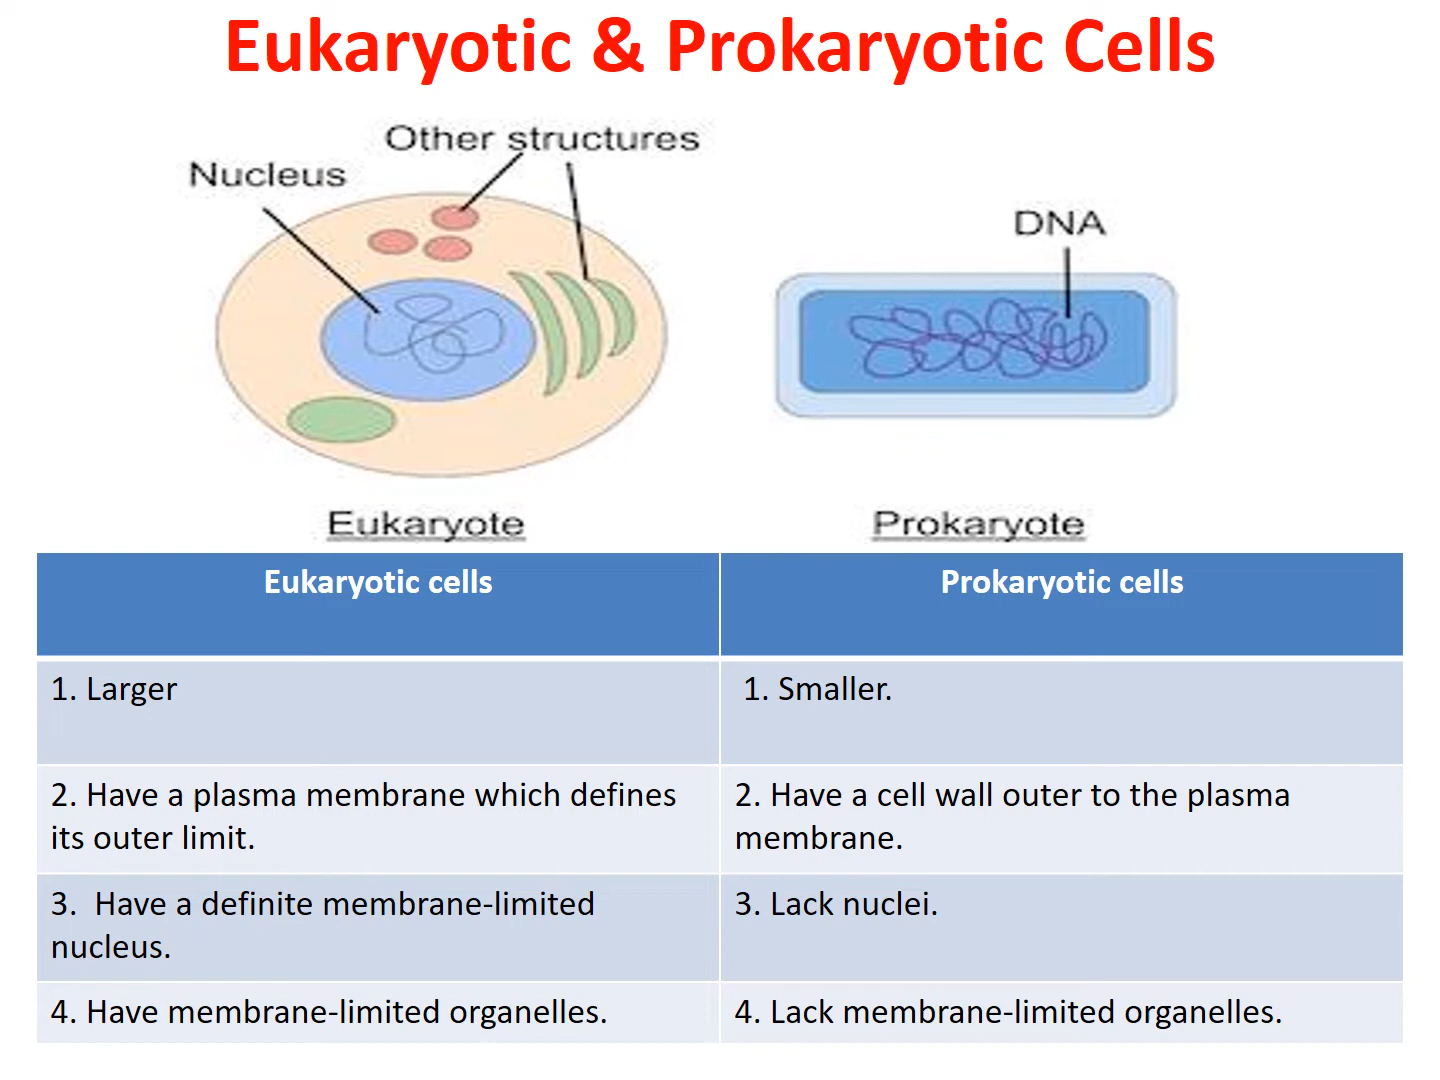 Eukaryotic & Prokaryotic Cells
Other structures
Nucleus
DNA
Eukaryote
Prokaryote
Eukaryotic cells
Prokaryotic cells
1. Larger
1. Smaller.
2. Have a plasma membrane which defines
its outer limit.
2. Have a cell wall outer to the plasma
membrane.
3.  Have a definite membrane-limited
nucleus.
3. Lack nuclei.
4. Have membrane-limited organelles.
4. Lack membrane-limited organelles.